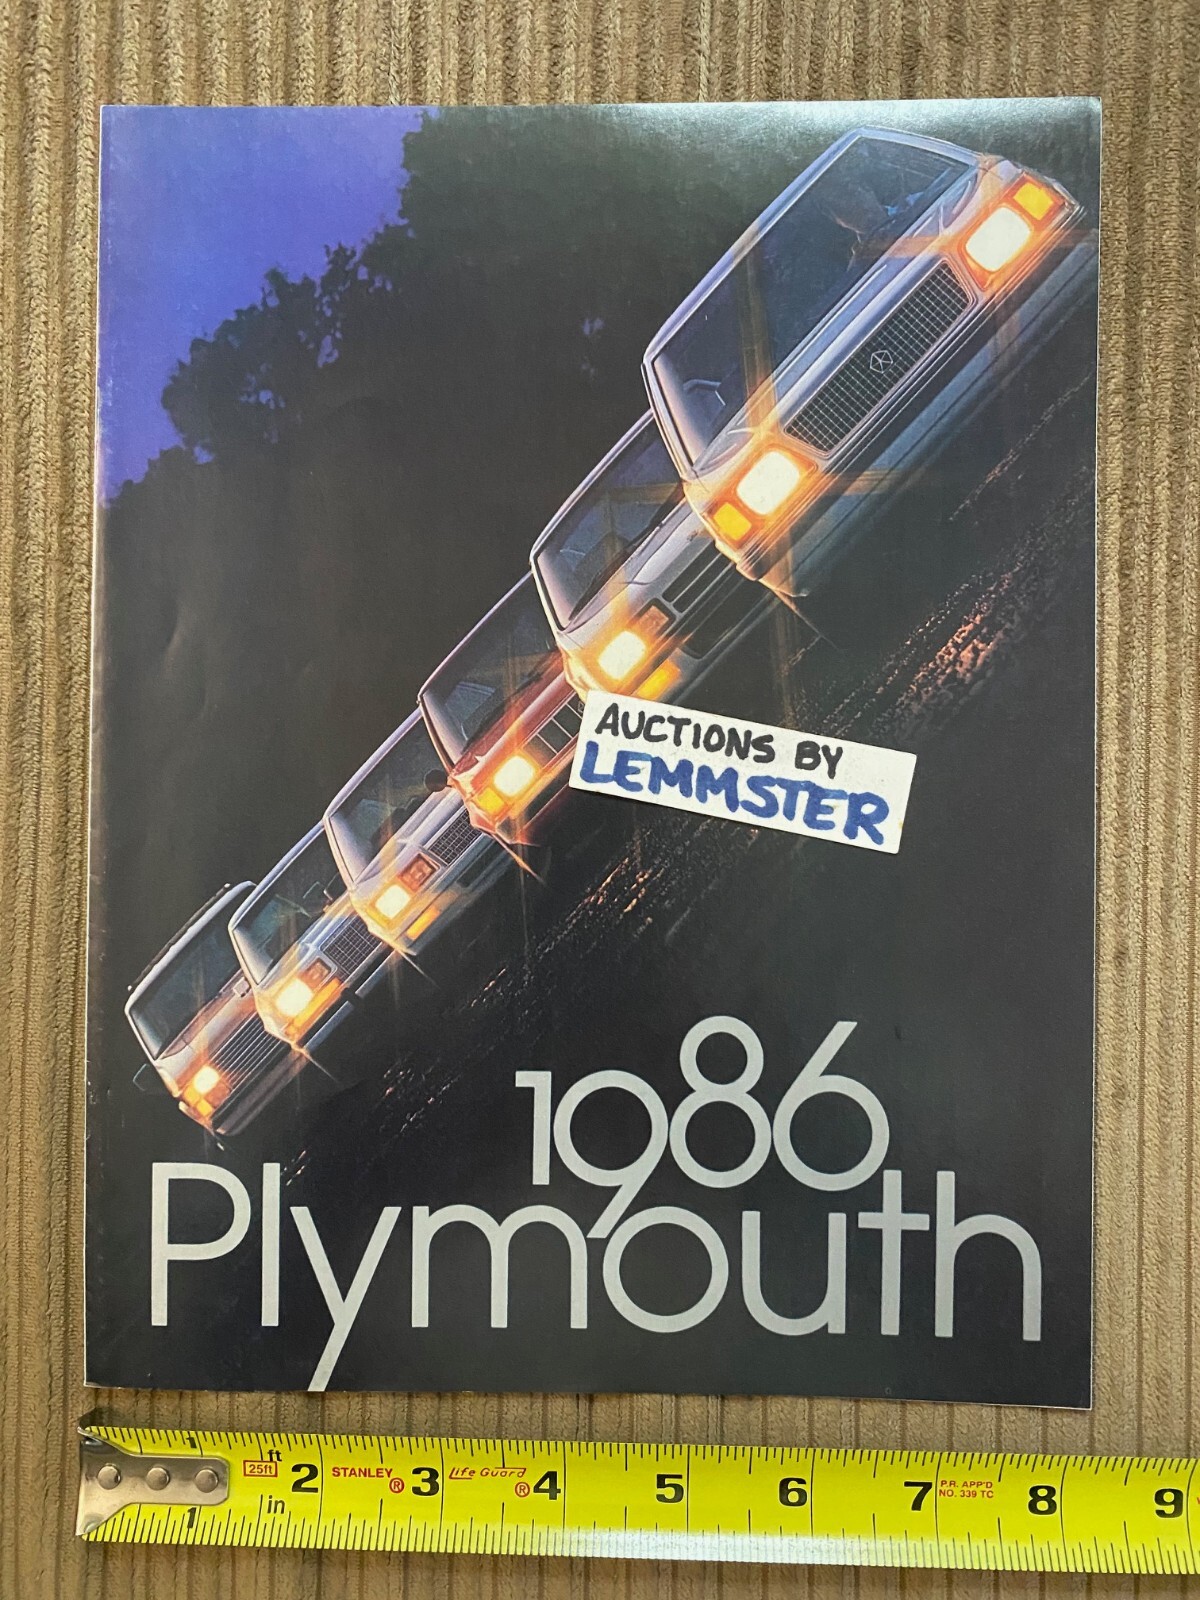 AUCTIONS BY
LEMMSTER
1986
Plymouth
1 25ft ft 2 STANLEY ® 3 Life Guard ® 4 5 6 7 P.R. APP'D 8 9
NO. 339 TC
1 in